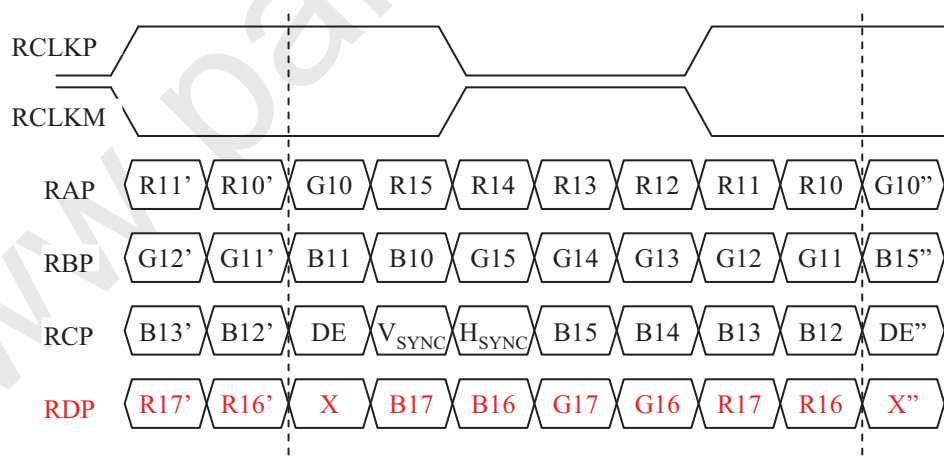 RCLKP
RCLKM
RAP R11’ R10’ G10 R15 R14 R13 R12 R11 R10 G10”
RBP G12’ G11’ B11 B10 G15 G14 G13 G12 G11 B15”
RCP B13’ B12’ DE VSYNC HSYNC B15 B14 B13 B12 DE”
RDP R17’ R16’ X B17 B16 G17 G16 R17 R16 X”